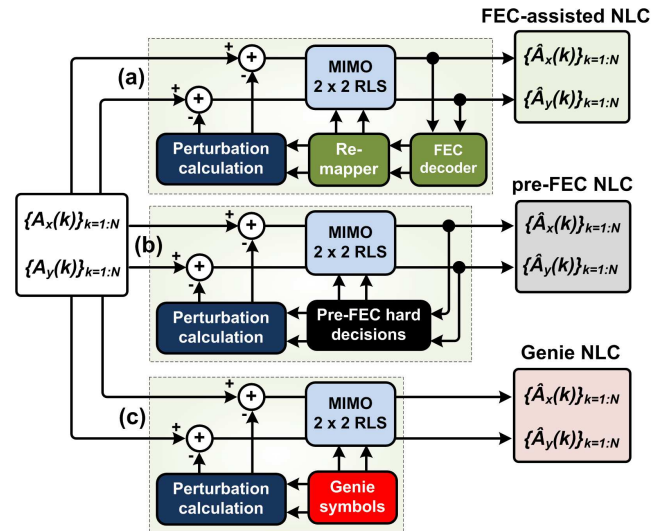 FEC-assisted NLC
(a)
+
+
-
-
+
+
MIMO
2 x 2 RLS
Perturbation
calculation
Re-
mapper
FEC
decoder
{Âx(k)}k=1:N
{Ây(k)}k=1:N
{Ax(k)}k=1:N
{Ay(k)}k=1:N
pre-FEC NLC
(b)
+
+
-
-
+
+
MIMO
2 x 2 RLS
Perturbation
calculation
Pre-FEC hard
decisions
{Âx(k)}k=1:N
{Ây(k)}k=1:N
Genie NLC
(c)
+
+
-
-
+
+
MIMO
2 x 2 RLS
Perturbation
calculation
Genie
symbols
{Âx(k)}k=1:N
{Ây(k)}k=1:N